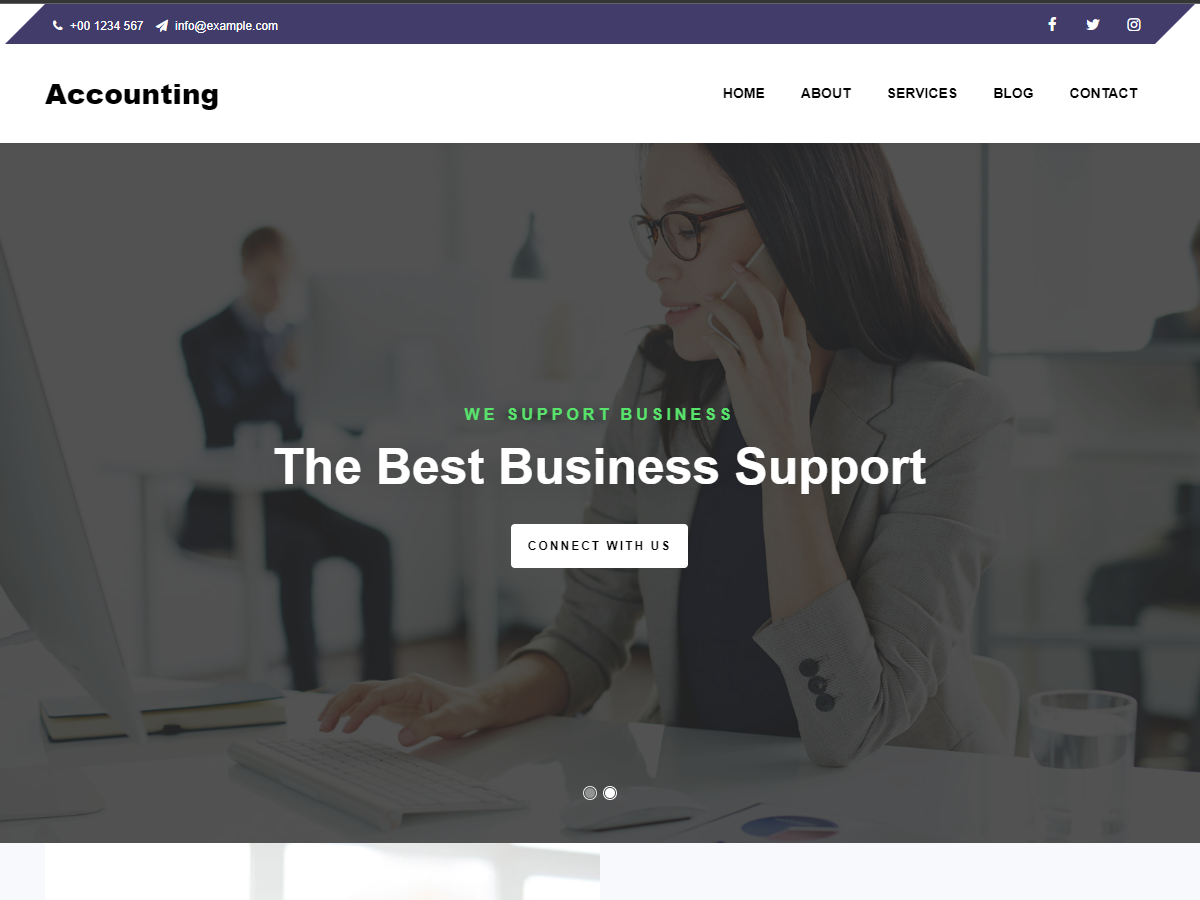 +00 1234 567 info@example.com
Accounting
HOME ABOUT SERVICES BLOG CONTACT
WE SUPPORT BUSINESS
The Best Business Support
CONNECT WITH US